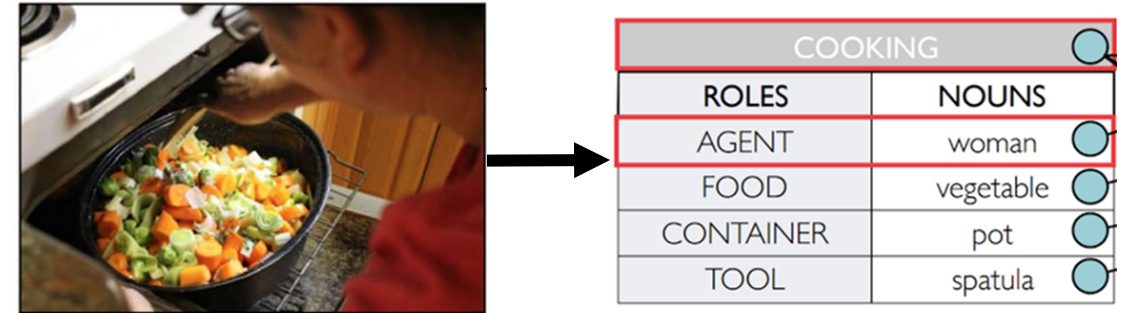 COOKING
ROLES NOUNS
AGENT woman
FOOD vegetable
CONTAINER pot
TOOL spatula